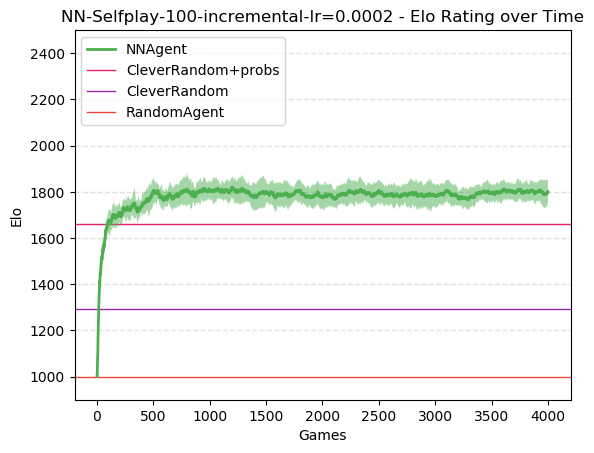 NN-Selfplay-100-incremental-lr=0.0002 - Elo Rating over Time
NNAgent
CleverRandom+probs
CleverRandom
RandomAgent
2400
2200
2000
1800
1600
1400
1200
1000
Elo
0 500 1000 1500 2000 2500 3000 3500 4000
Games